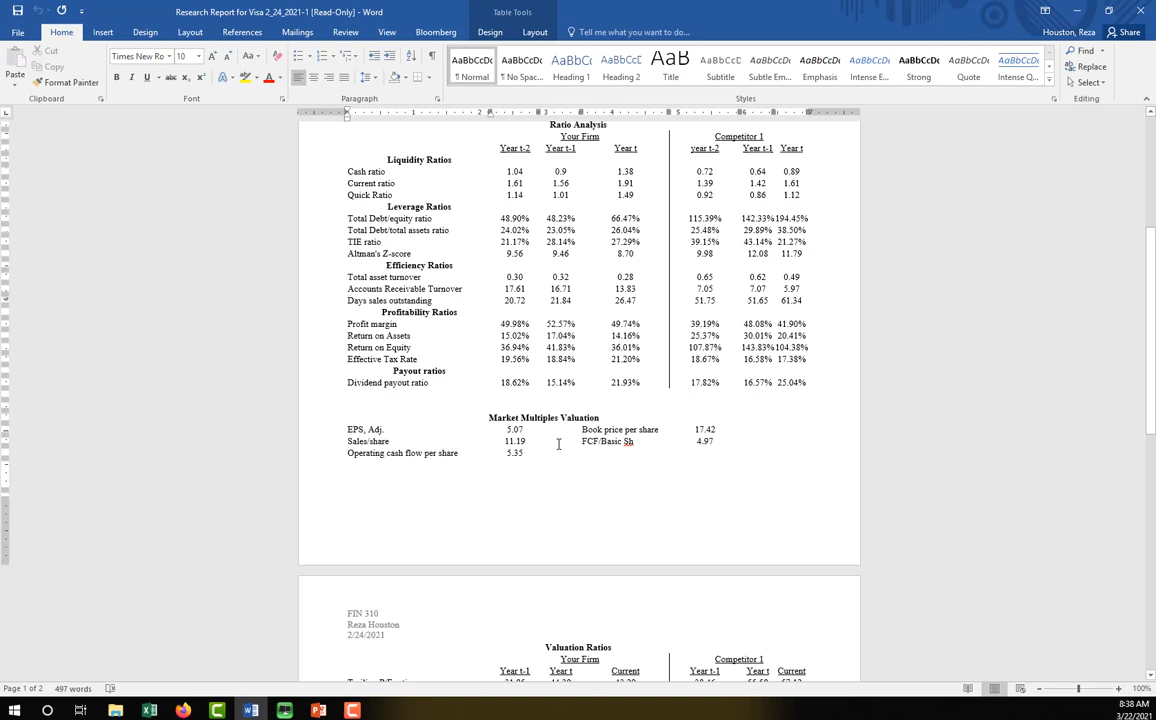 Research Report for Visa 2_24_2021-1 [Read-Only] - Word
Table Tools
File Home Insert Design Layout References Mailings Review View Bloomberg Design Layout Tell me what you want to do... Houston, Reza Share
Paste
Cut
Copy
Format Painter
Times New Ro 10
Clipboard Font Paragraph Styles Editing
AaBbCcDc AaBbCcDc AaBbCc AaBbCcC AaB AaBbCcC AaBbCcDc AaBbCcDc AaBbCcDc AaBbCcDc AaBbCcDc AaBbCcDc
¶ Normal ¶ No Spac... Heading 1 Heading 2 Title Subtitle Subtle Em... Emphasis Intense E... Strong Quote Intense Q...
Find
Replace
Select
Ratio Analysis
Your Firm Competitor 1
Year t-2 Year t-1 Year t year t-2 Year t-1 Year t
Liquidity Ratios
Cash ratio 1.04 0.9 1.38 0.72 0.64 0.89
Current ratio 1.61 1.56 1.91 1.39 1.42 1.61
Quick Ratio 1.14 1.01 1.49 0.92 0.86 1.12
Leverage Ratios
Total Debt/equity ratio 48.90% 48.23% 66.47% 115.39% 142.33% 194.45%
Total Debt/total assets ratio 24.02% 23.05% 26.04% 25.48% 29.89% 38.50%
TIE ratio 21.17% 28.14% 27.29% 39.15% 43.14% 21.27%
Altman's Z-score 9.56 9.46 8.70 9.98 12.08 11.79
Efficiency Ratios
Total asset turnover 0.30 0.32 0.28 0.65 0.62 0.49
Accounts Receivable Turnover 17.61 16.71 13.83 7.05 7.07 5.97
Days sales outstanding 20.72 21.84 26.47 51.75 51.65 61.34
Profitability Ratios
Profit margin 49.98% 52.57% 49.74% 39.19% 48.08% 41.90%
Return on Assets 15.02% 17.04% 14.16% 25.37% 30.01% 20.41%
Return on Equity 36.94% 41.83% 36.01% 107.87% 143.83% 104.38%
Effective Tax Rate 19.56% 18.84% 21.20% 18.67% 16.58% 17.38%
Payout ratios
Dividend payout ratio 18.62% 15.14% 21.93% 17.82% 16.57% 25.04%
Market Multiples Valuation
EPS, Adj. 5.07 Book price per share 17.42
Sales/share 11.19 FCF/Basic Sh 4.97
Operating cash flow per share 5.35
FIN 310
Reza Houston
2/24/2021
Valuation Ratios
Your Firm Competitor 1
Year t-1 Year t Current Year t-1 Year t Current
Page 1 of 2 497 words 100%
8:38 AM
3/22/2021